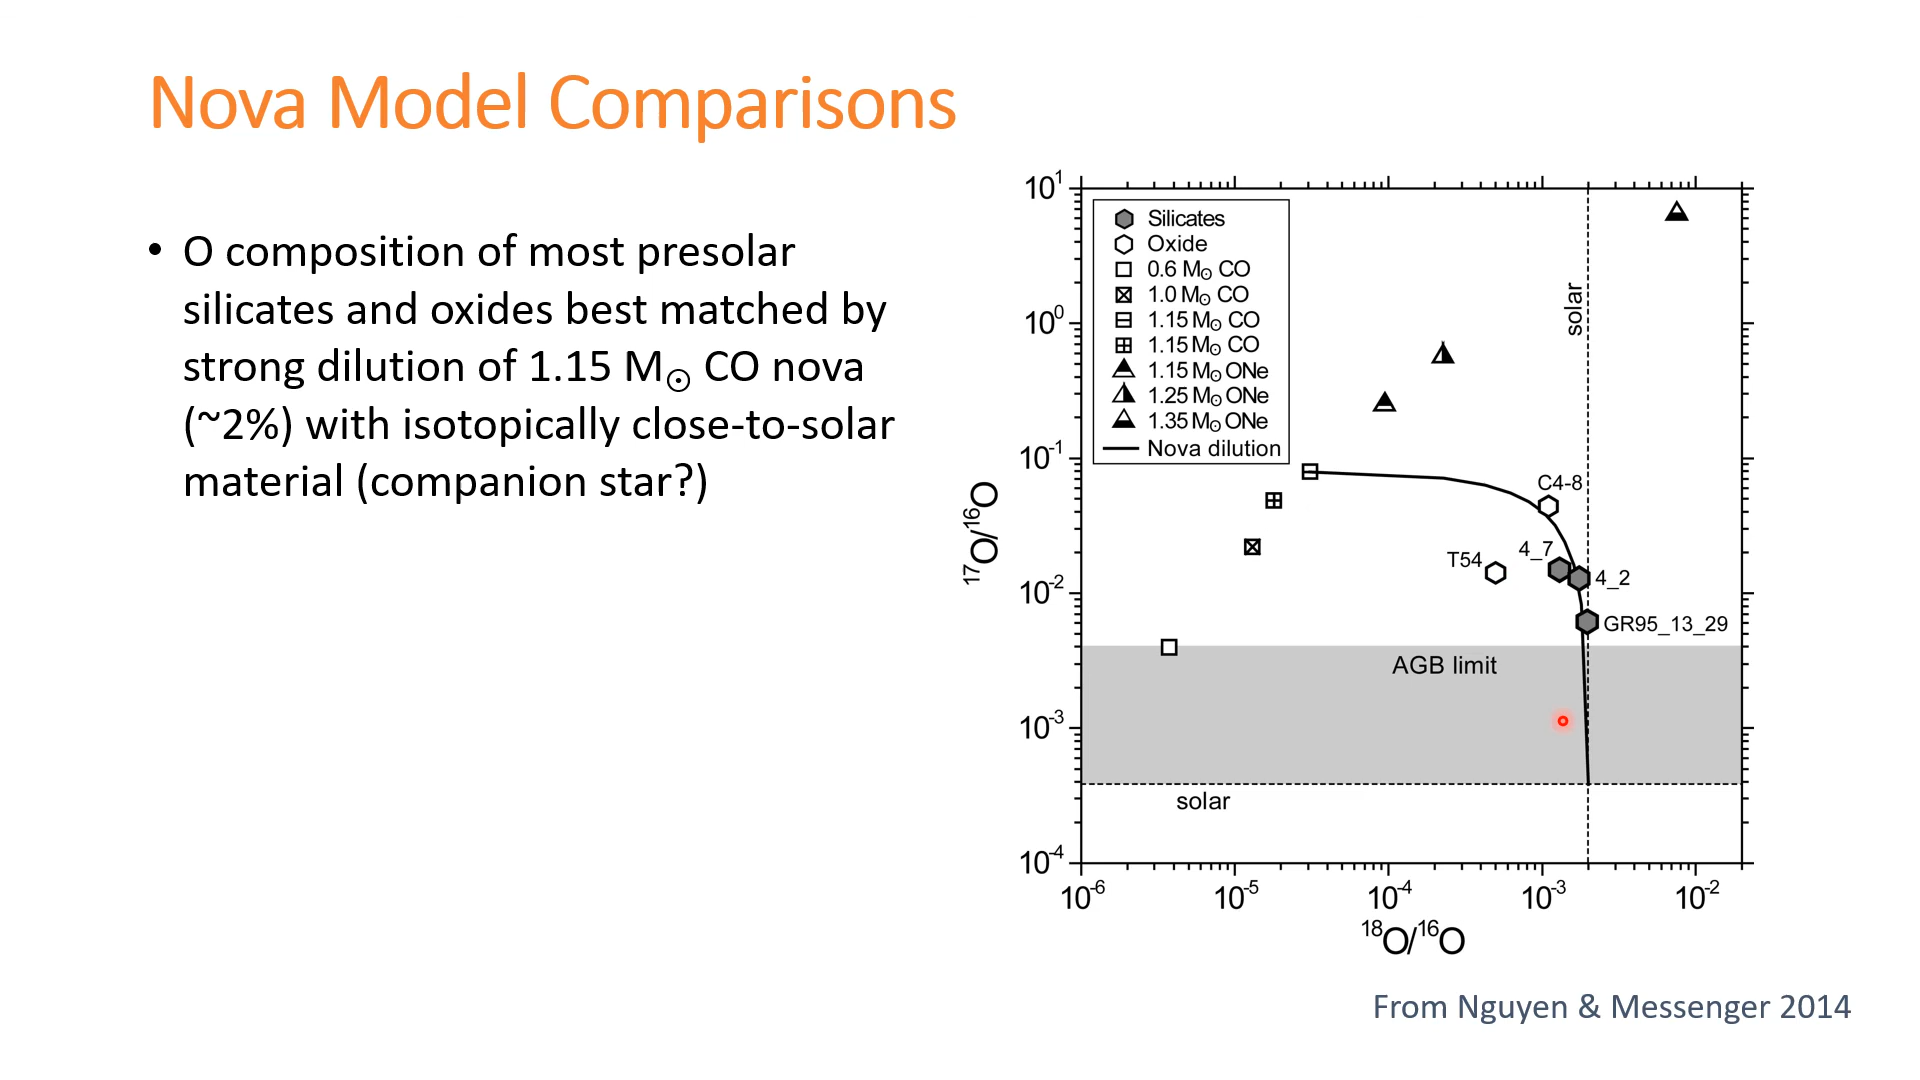 Nova Model Comparisons
• O composition of most presolar
silicates and oxides best matched by
strong dilution of 1.15 M☉ CO nova
(~2%) with isotopically close-to-solar
material (companion star?)
10¹
10⁰
10⁻¹
10⁻²
10⁻³
10⁻⁴
¹⁷O/¹⁶O
Silicates
Oxide
0.6 M☉ CO
1.0 M☉ CO
1.15 M☉ CO
1.15 M☉ CO
1.15 M☉ ONe
1.25 M☉ ONe
1.35 M☉ ONe
Nova dilution
solar
C4-8
4_7
T54
4_2
GR95_13_29
AGB limit
solar
10⁻⁶ 10⁻⁵ 10⁻⁴ 10⁻³ 10⁻²
¹⁸O/¹⁶O
From Nguyen & Messenger 2014